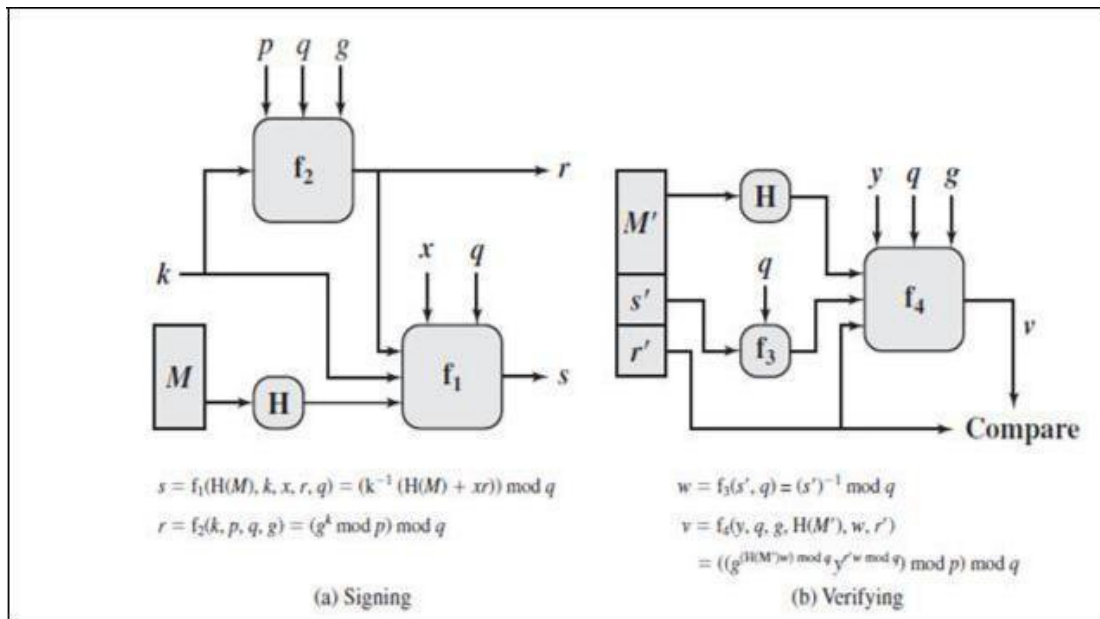 p q g
f₂
r
k
x q
M
H
f₁
s
s = f₁(H(M), k, x, r, q) = (k⁻¹ (H(M) + xr)) mod q
r = f₂(k, p, q, g) = (gᵏ mod p) mod q
(a) Signing
y q g
M′
H
q
s′
f₄
r′
f₃
v
Compare
w = f₃(s′, q) = (s′)⁻¹ mod q
v = f₄(y, q, g, H(M′), w, r′)
= ((g^(H(M′)w) mod q y^r′w mod q) mod p) mod q
(b) Verifying